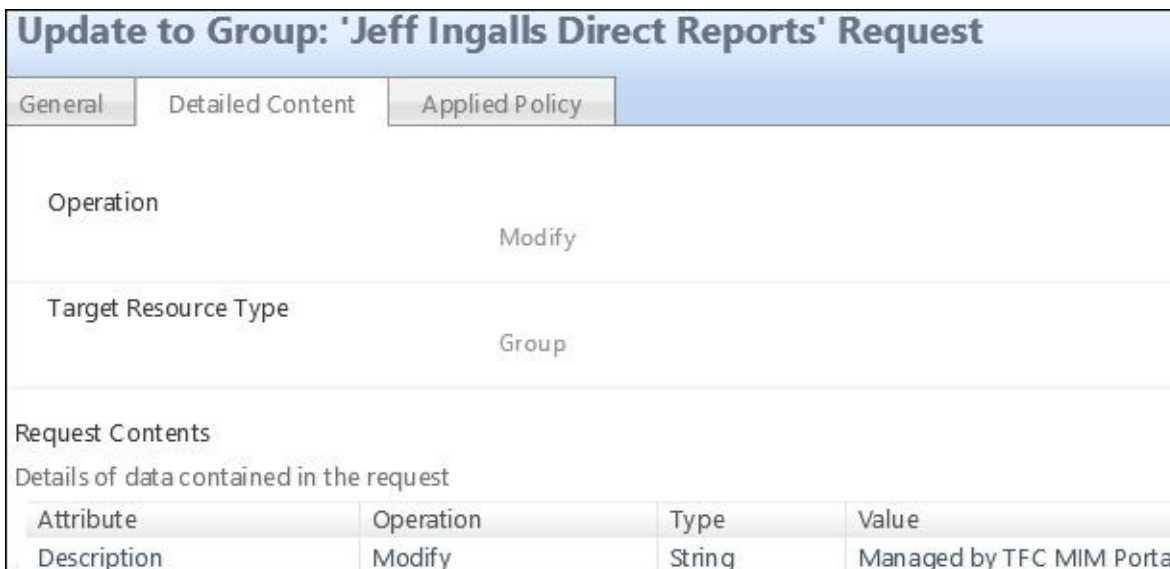 Update to Group: 'Jeff Ingalls Direct Reports' Request
General Detailed Content Applied Policy
Operation
Modify
Target Resource Type
Group
Request Contents
Details of data contained in the request
Attribute Operation Type Value
Description Modify String Managed by TFC MIM Porta